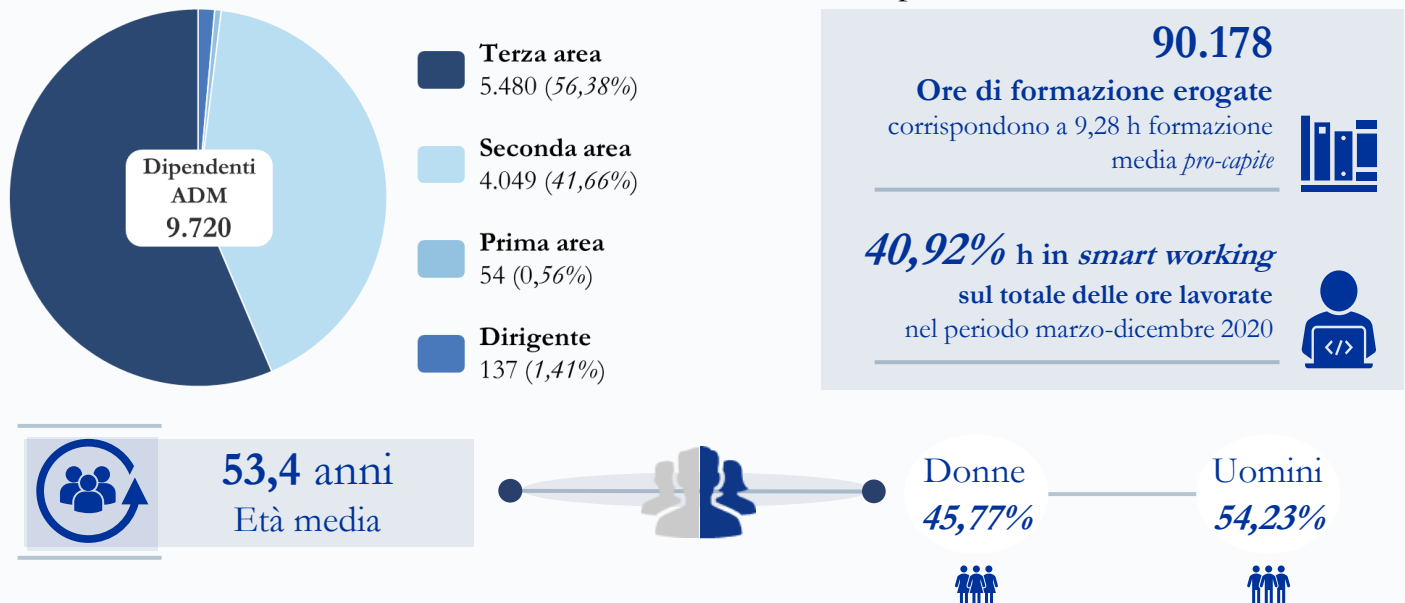 Dipendenti
ADM
9.720
Terza area
5.480 (56,38%)
Seconda area
4.049 (41,66%)
Prima area
54 (0,56%)
Dirigente
137 (1,41%)
90.178
Ore di formazione erogate
corrispondono a 9,28 h formazione
media pro-capite
40,92% h in smart working
sul totale delle ore lavorate
nel periodo marzo-dicembre 2020
</>
53,4 anni
Età media
Donne
45,77%
Uomini
54,23%